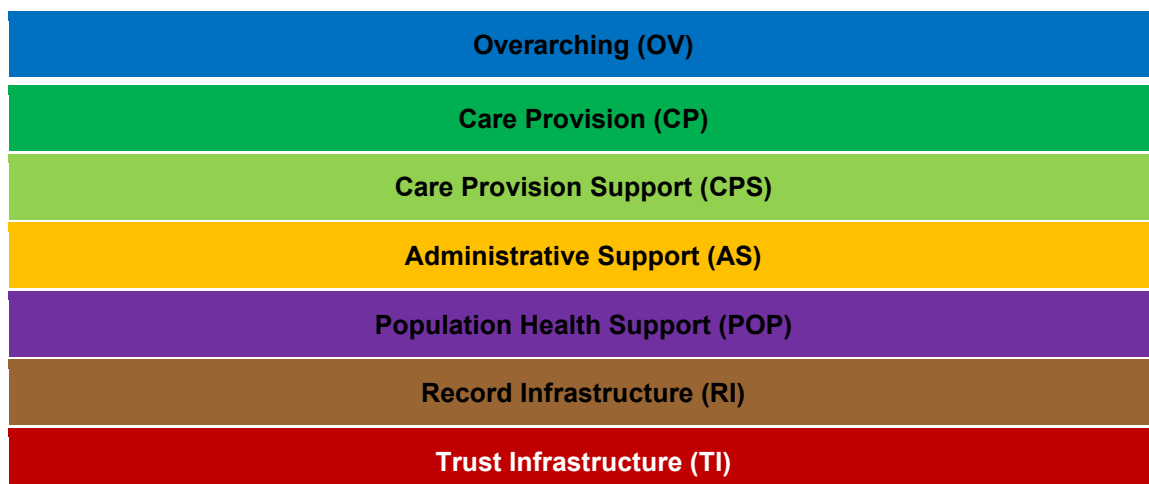 Overarching (OV)
Care Provision (CP)
Care Provision Support (CPS)
Administrative Support (AS)
Population Health Support (POP)
Record Infrastructure (RI)
Trust Infrastructure (TI)